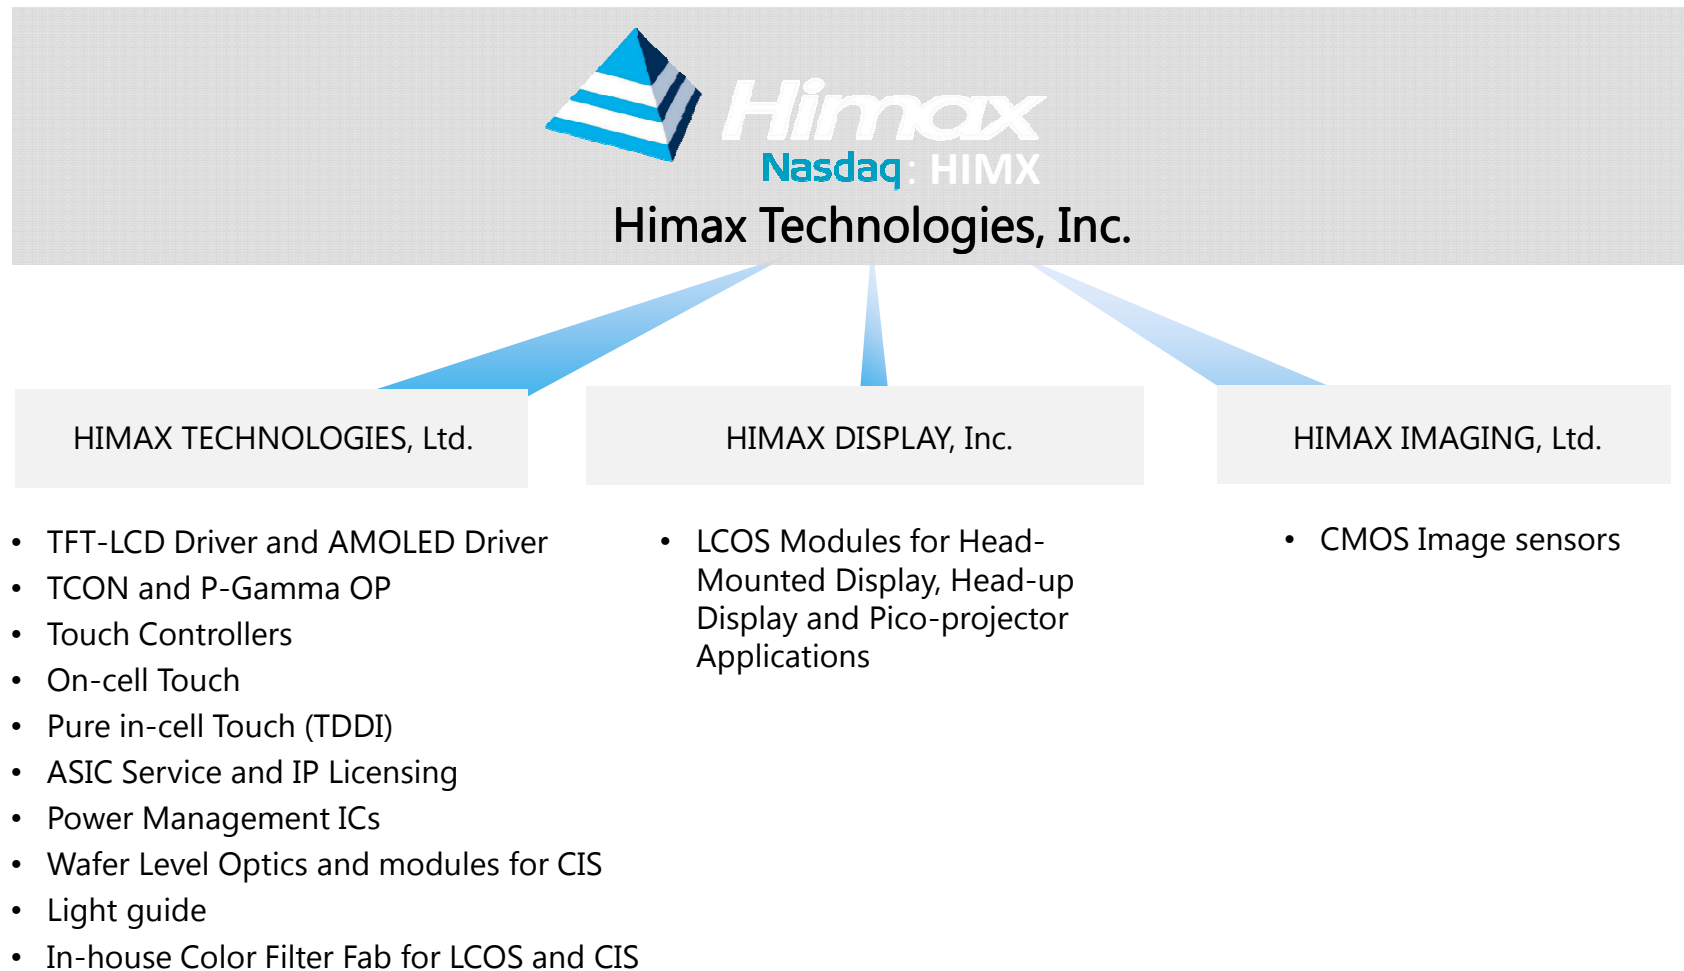 Himax
Nasdaq: HIMX
Himax Technologies, Inc.
HIMAX TECHNOLOGIES, Ltd.
• TFT-LCD Driver and AMOLED Driver
• TCON and P-Gamma OP
• Touch Controllers
• On-cell Touch
• Pure in-cell Touch (TDDI)
• ASIC Service and IP Licensing
• Power Management ICs
• Wafer Level Optics and modules for CIS
• Light guide
• In-house Color Filter Fab for LCOS and CIS
HIMAX DISPLAY, Inc.
• LCOS Modules for Head-
Mounted Display, Head-up
Display and Pico-projector
Applications
HIMAX IMAGING, Ltd.
• CMOS Image sensors